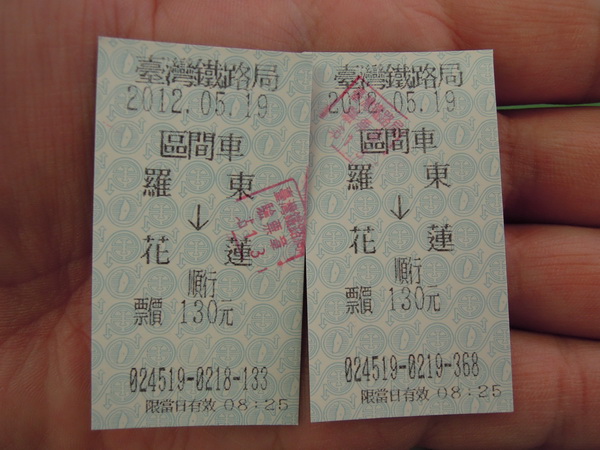 臺灣鐵路局
2012.05.19
區間車
羅東
↓
花蓮
順行
票價 130元
024519-0218-133
限當日有效 08:25
臺灣鐵路局
2012.05.19
區間車
羅東
↓
花蓮
順行
票價 130元
024519-0219-368
限當日有效 08:25